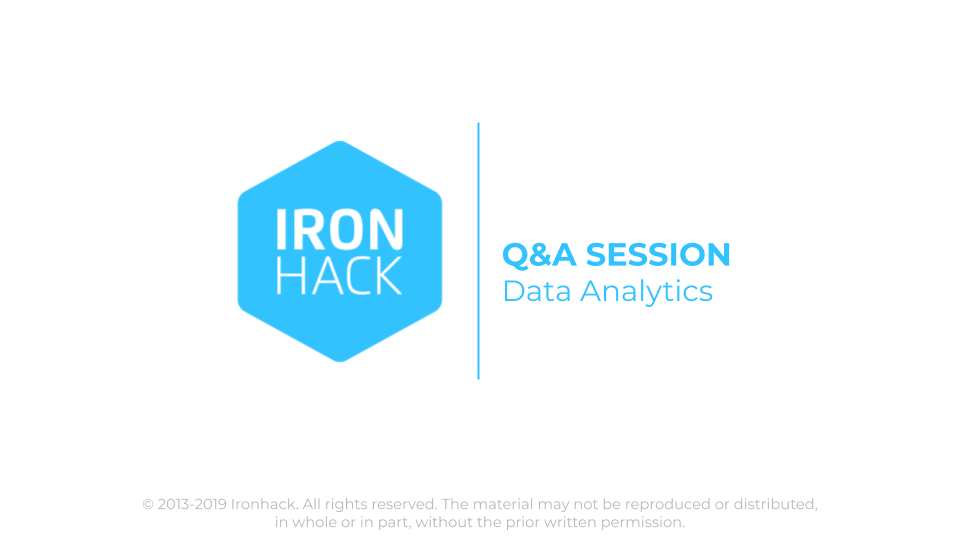 IRON
HACK
Q&A SESSION
Data Analytics
© 2013-2019 Ironhack. All rights reserved. The material may not be reproduced or distributed,
in whole or in part, without the prior written permission.